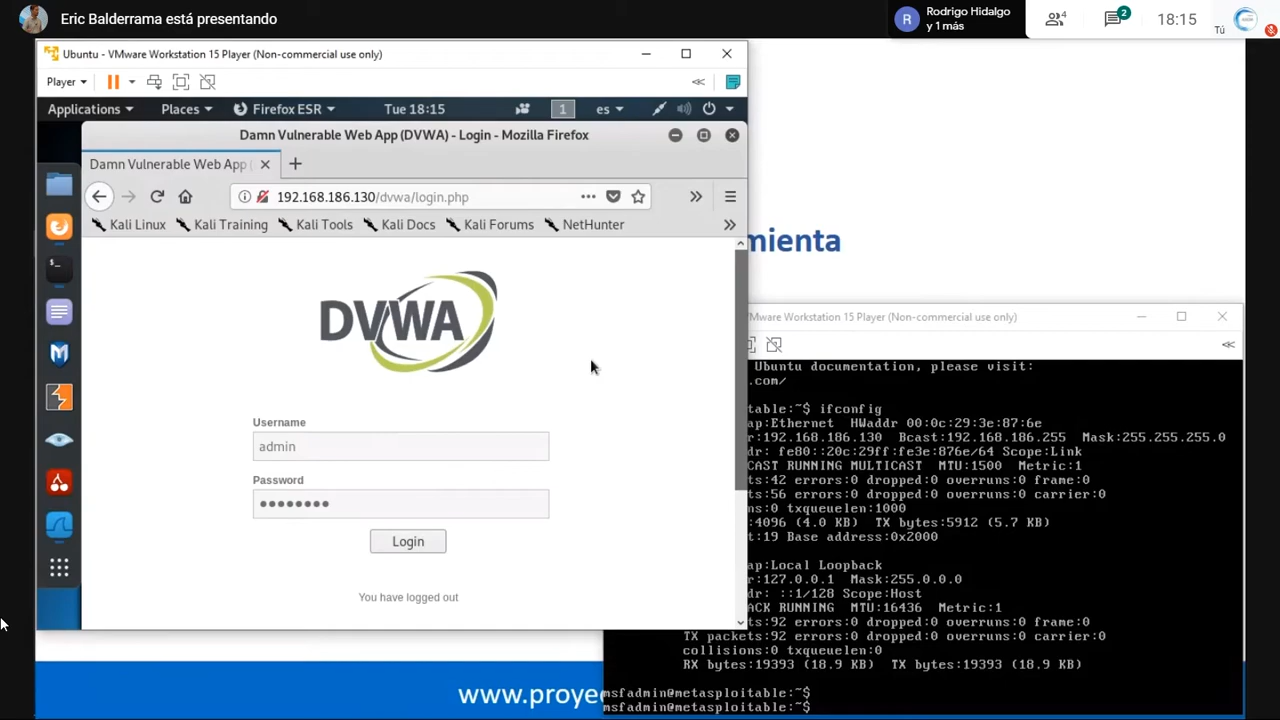 Eric Balderrama está presentando
R
Rodrigo Hidalgo
y 1 más
4
2
18:15
Tú
Ubuntu - VMware Workstation 15 Player (Non-commercial use only)
Player
Applications Places Firefox ESR Tue 18:15 1 es
Damn Vulnerable Web App (DVWA) - Login - Mozilla Firefox
Damn Vulnerable Web App (
192.168.186.130/dvwa/login.php
Kali Linux Kali Training Kali Tools Kali Docs Kali Forums NetHunter
DVWA
Username
admin
Password
Login
You have logged out
mienta
Mware Workstation 15 Player (Non-commercial use only)
Ubuntu documentation, please visit:
.com/
table:~$ ifconfig
ap:Ethernet HWaddr 00:0c:29:3e:87:6e
r:192.168.186.130 Bcast:192.168.186.255 Mask:255.255.255.0
dr: fe80::20c:29ff:fe3e:876e/64 Scope:Link
CAST RUNNING MULTICAST MTU:1500 Metric:1
ts:42 errors:0 dropped:0 overruns:0 frame:0
ts:56 errors:0 dropped:0 overruns:0 carrier:0
ns:0 txqueuelen:1000
:4096 (4.0 KB) TX bytes:5912 (5.7 KB)
t:19 Base address:0x2000
ap:Local Loopback
r:127.0.0.1 Mask:255.0.0.0
dr: ::1/128 Scope:Host
ACK RUNNING MTU:16436 Metric:1
ts:92 errors:0 dropped:0 overruns:0 frame:0
TX packets:92 errors:0 dropped:0 overruns:0 carrier:0
collisions:0 txqueuelen:0
RX bytes:19393 (18.9 KB) TX bytes:19393 (18.9 KB)
msfadmin@metasploitable:~$
msfadmin@metasploitable:~$
www.proyec